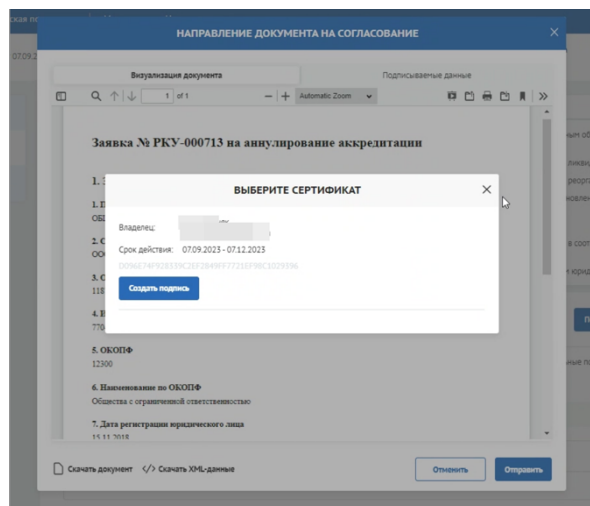 НАПРАВЛЕНИЕ ДОКУМЕНТА НА СОГЛАСОВАНИЕ
07.09.2
Визуализация документа
Подписываемые данные
1 of 1
Automatic Zoom
Заявка № РКУ-000713 на аннулирование аккредитации
ВЫБЕРИТЕ СЕРТИФИКАТ
Владелец:
Срок действия: 07.09.2023 - 07.12.2023
Создать подпись
5. ОКОПФ
12300
6. Наименование по ОКОПФ
Общества с ограниченной ответственностью
7. Дата регистрации юридического лица
15.11.2018
Скачать документ
</> Скачать XML-данные
Отменить
Отправить